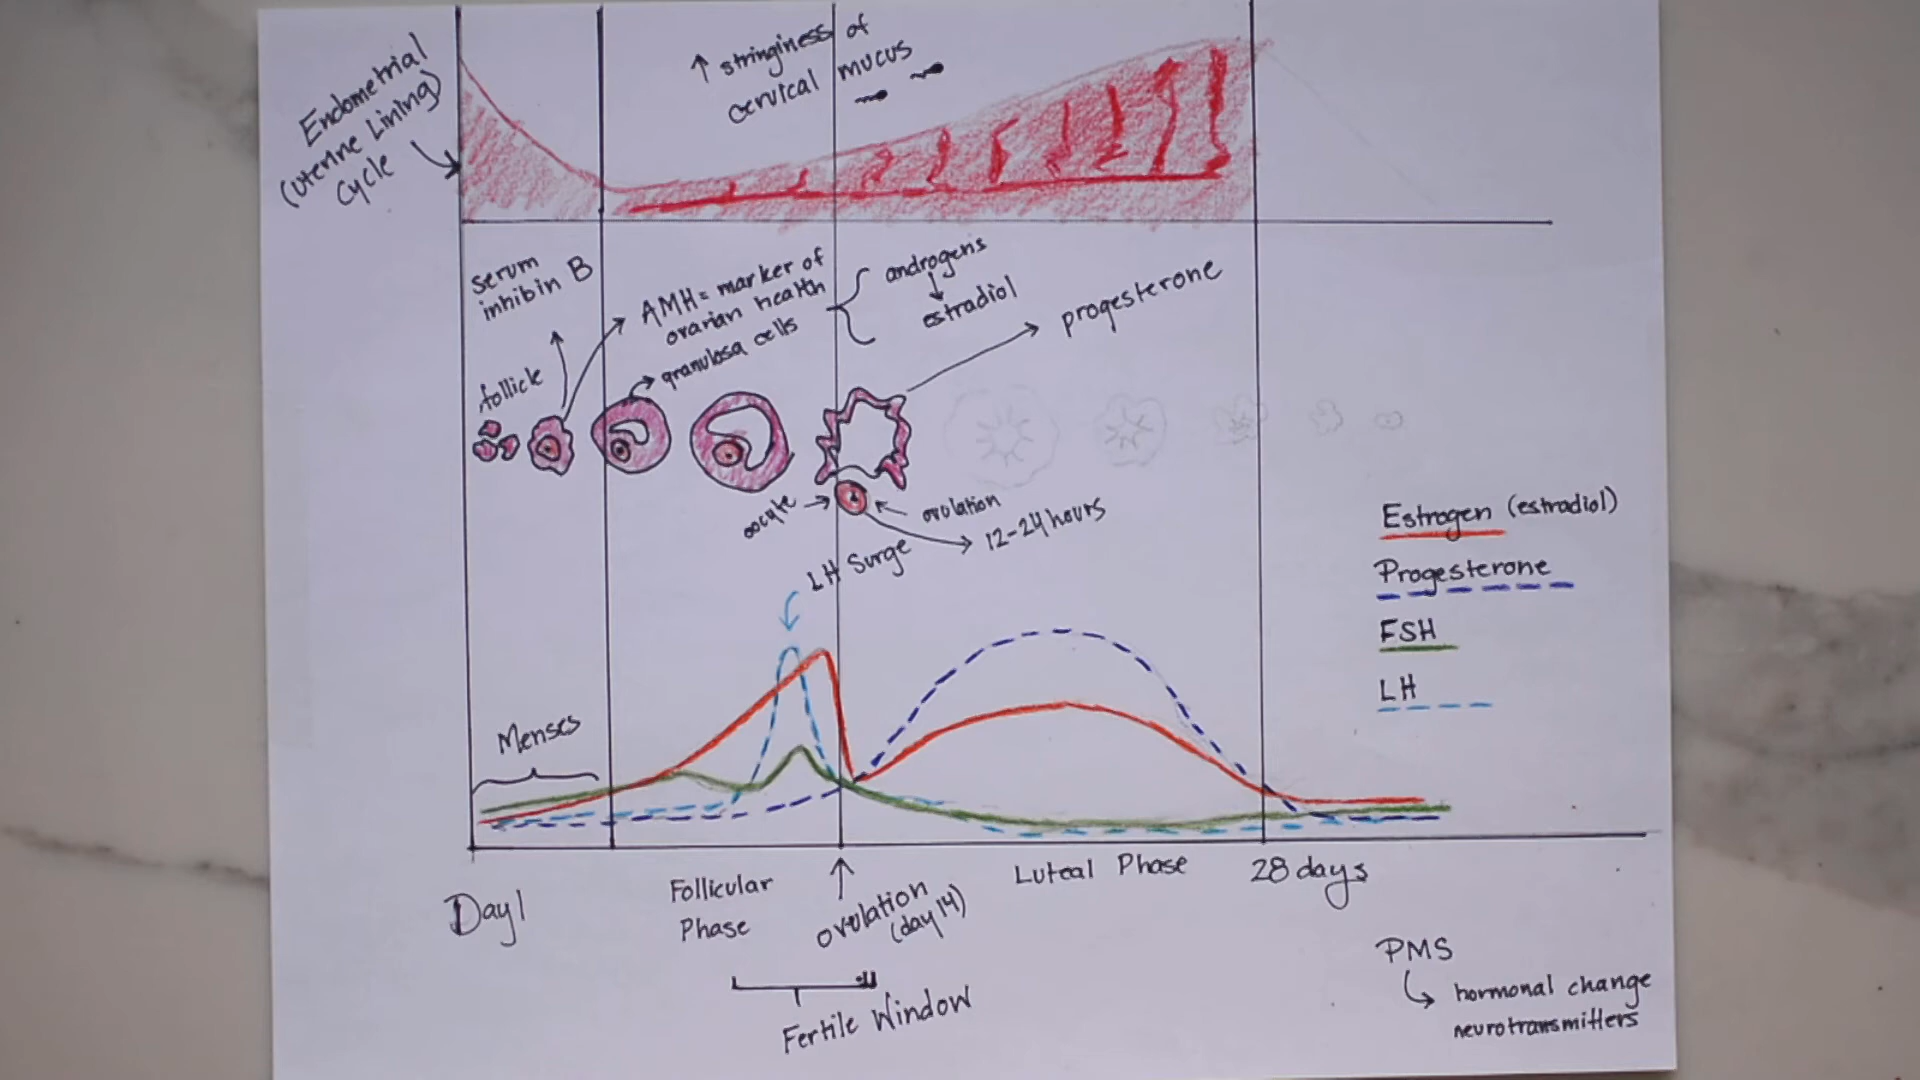 Endometrial
(Uterine Lining)
Cycle
↑ stringiness of
cervical mucus
serum
inhibin B
AMH = marker of
ovarian health
granulosa cells
androgens
estradiol
progesterone
follicle
oocyte
ovulation
12-24 hours
LH Surge
Estrogen (estradiol)
Progesterone
FSH
LH
Menses
Day 1
Follicular
Phase
ovulation
(day 14)
Luteal Phase
28 days
Fertile Window
PMS
hormonal change
neurotransmitters